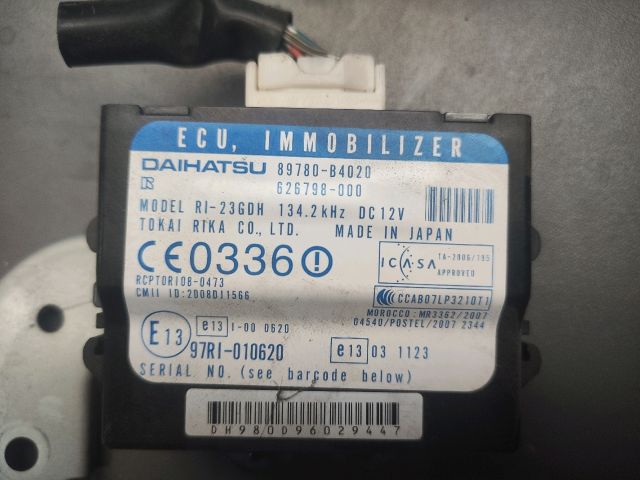 ECU, IMMOBILIZER
DAIHATSU 89780-B4020
626798-000
MODEL RI-23GDH 134.2kHz DC12V
TOKAI RIKA CO., LTD. MADE IN JAPAN
CE0336
ICASA TA-2006/195
APPROVED
RCPTDRI08-0473
CMII ID:2008DJ1566
CCAB07LP3210T1
MOROCCO: MR3362/2007
04540/POSTEL/2007 2344
E13 e13 1-00 0620
97RI-010620 e13 03 1123
SERIAL NO. (see barcode below)
DH980D96029447